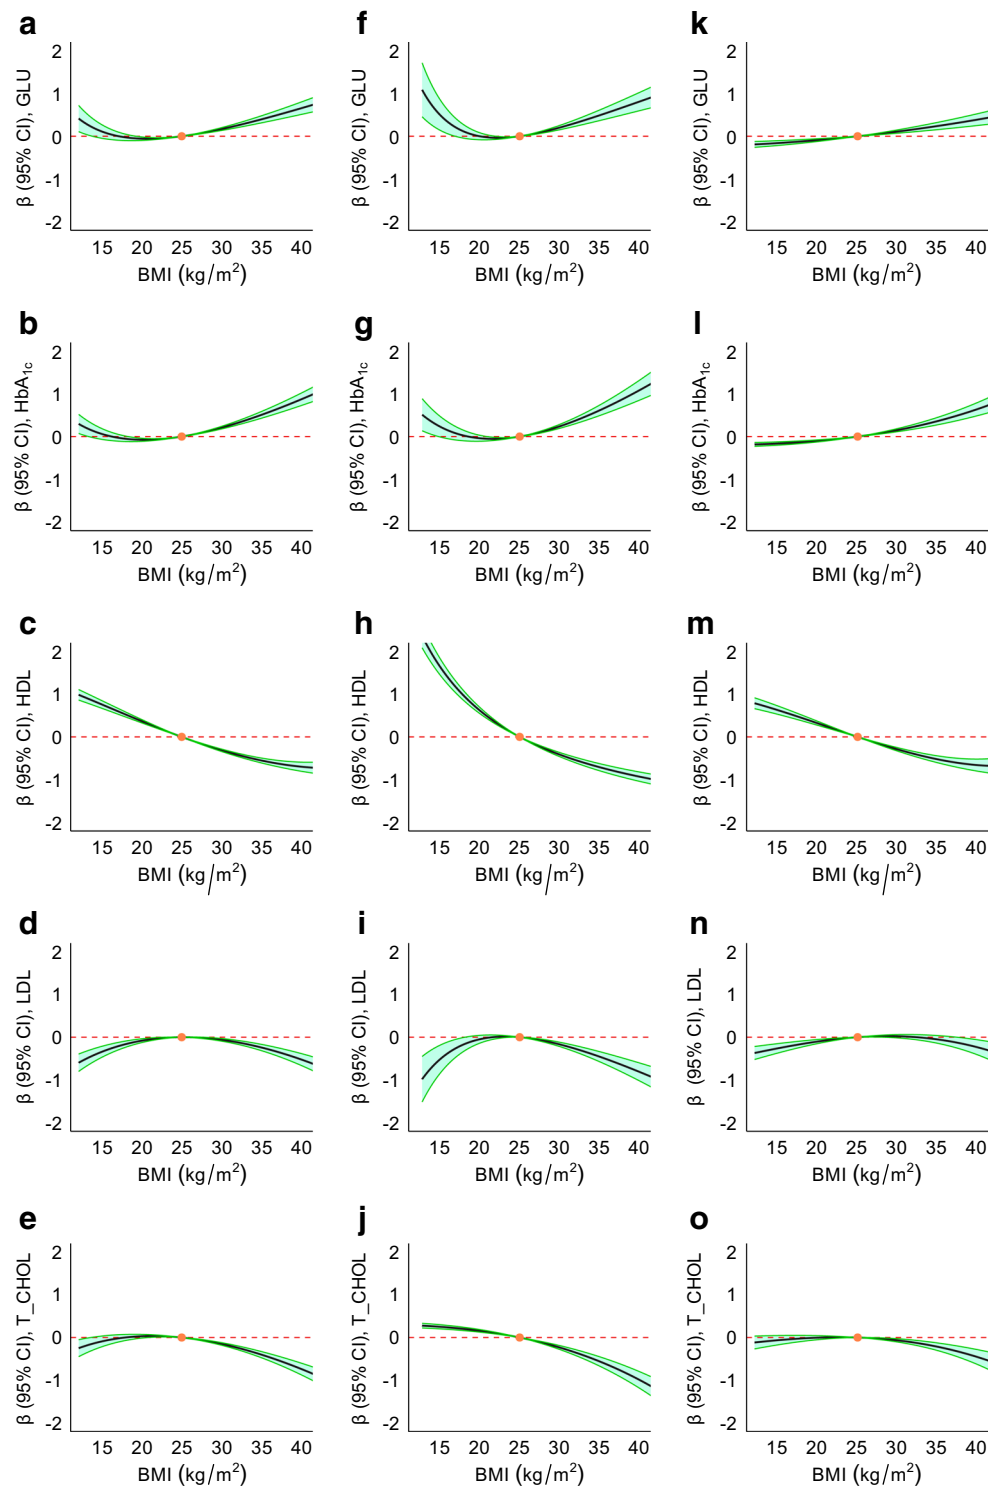 a
β (95% CI), GLU
2
1
0
-1
-2
15 20 25 30 35 40
BMI (kg/m²)
f
β (95% CI), GLU
2
1
0
-1
-2
15 20 25 30 35 40
BMI (kg/m²)
k
β (95% CI), GLU
2
1
0
-1
-2
15 20 25 30 35 40
BMI (kg/m²)
b
β (95% CI), HbA1c
2
1
0
-1
-2
15 20 25 30 35 40
BMI (kg/m²)
g
β (95% CI), HbA1c
2
1
0
-1
-2
15 20 25 30 35 40
BMI (kg/m²)
l
β (95% CI), HbA1c
2
1
0
-1
-2
15 20 25 30 35 40
BMI (kg/m²)
c
β (95% CI), HDL
2
1
0
-1
-2
15 20 25 30 35 40
BMI (kg/m²)
h
β (95% CI), HDL
2
1
0
-1
-2
15 20 25 30 35 40
BMI (kg/m²)
m
β (95% CI), HDL
2
1
0
-1
-2
15 20 25 30 35 40
BMI (kg/m²)
d
β (95% CI), LDL
2
1
0
-1
-2
15 20 25 30 35 40
BMI (kg/m²)
i
β (95% CI), LDL
2
1
0
-1
-2
15 20 25 30 35 40
BMI (kg/m²)
n
β (95% CI), LDL
2
1
0
-1
-2
15 20 25 30 35 40
BMI (kg/m²)
e
β (95% CI), T_CHOL
2
1
0
-1
-2
15 20 25 30 35 40
BMI (kg/m²)
j
β (95% CI), T_CHOL
2
1
0
-1
-2
15 20 25 30 35 40
BMI (kg/m²)
o
β (95% CI), T_CHOL
2
1
0
-1
-2
15 20 25 30 35 40
BMI (kg/m²)